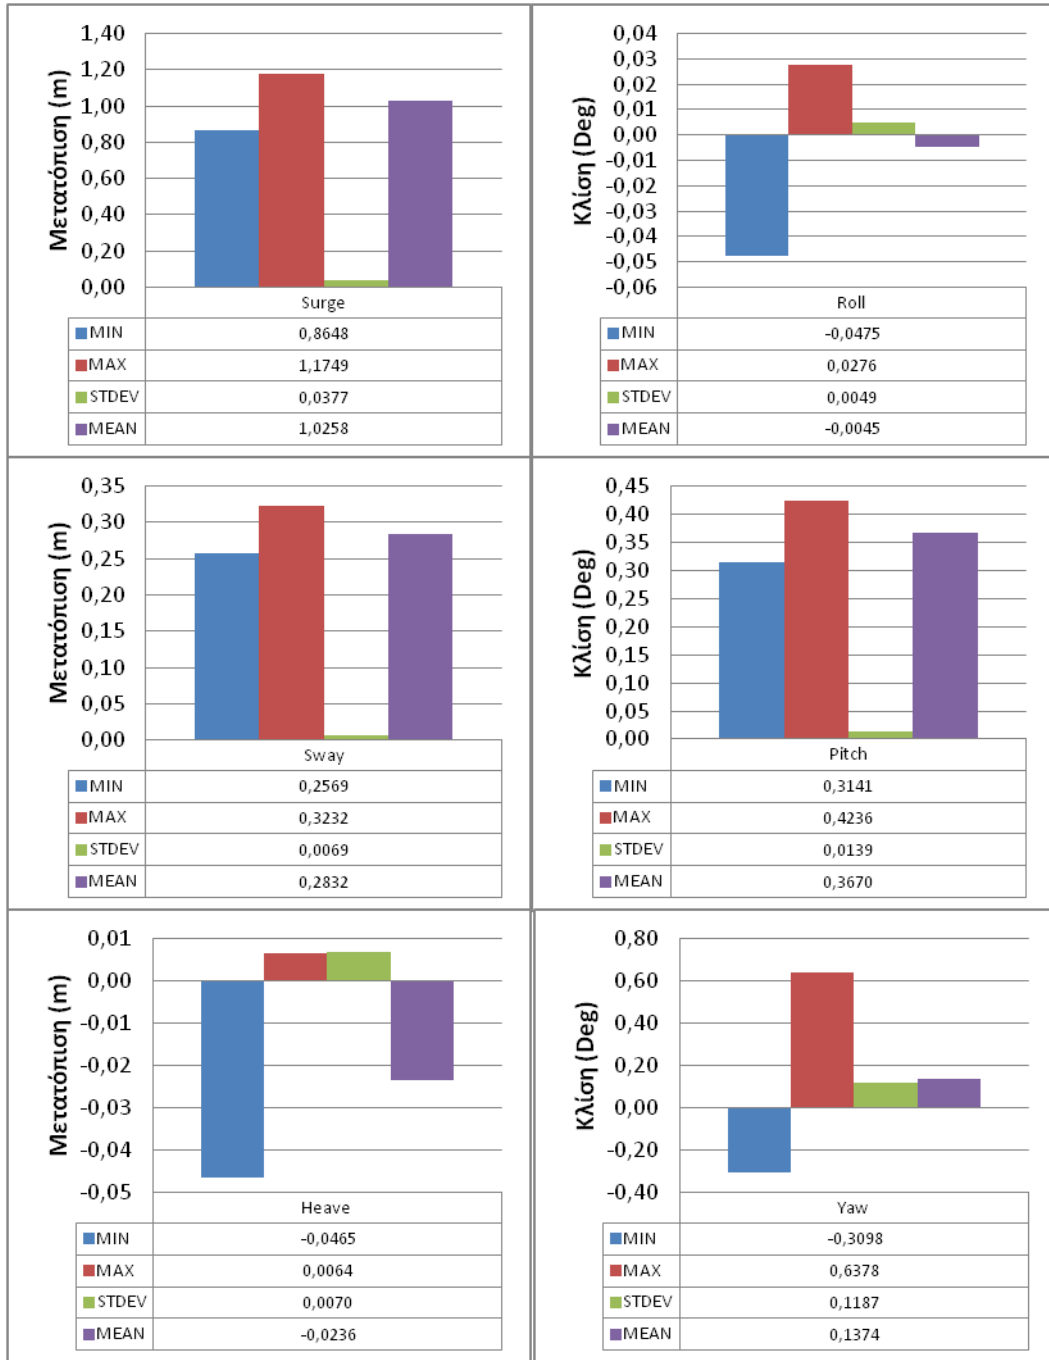 Μετατόπιση (m)
1,40
1,20
1,00
0,80
0,60
0,40
0,20
0,00
Surge
MIN 0,8648
MAX 1,1749
STDEV 0,0377
MEAN 1,0258
Κλίση (Deg)
0,04
0,03
0,02
0,01
0,00
-0,01
-0,02
-0,03
-0,04
-0,05
-0,06
Roll
MIN -0,0475
MAX 0,0276
STDEV 0,0049
MEAN -0,0045
Μετατόπιση (m)
0,35
0,30
0,25
0,20
0,15
0,10
0,05
0,00
Sway
MIN 0,2569
MAX 0,3232
STDEV 0,0069
MEAN 0,2832
Κλίση (Deg)
0,45
0,40
0,35
0,30
0,25
0,20
0,15
0,10
0,05
0,00
Pitch
MIN 0,3141
MAX 0,4236
STDEV 0,0139
MEAN 0,3670
Μετατόπιση (m)
0,01
0,00
-0,01
-0,02
-0,03
-0,04
-0,05
Heave
MIN -0,0465
MAX 0,0064
STDEV 0,0070
MEAN -0,0236
Κλίση (Deg)
0,80
0,60
0,40
0,20
0,00
-0,20
-0,40
Yaw
MIN -0,3098
MAX 0,6378
STDEV 0,1187
MEAN 0,1374